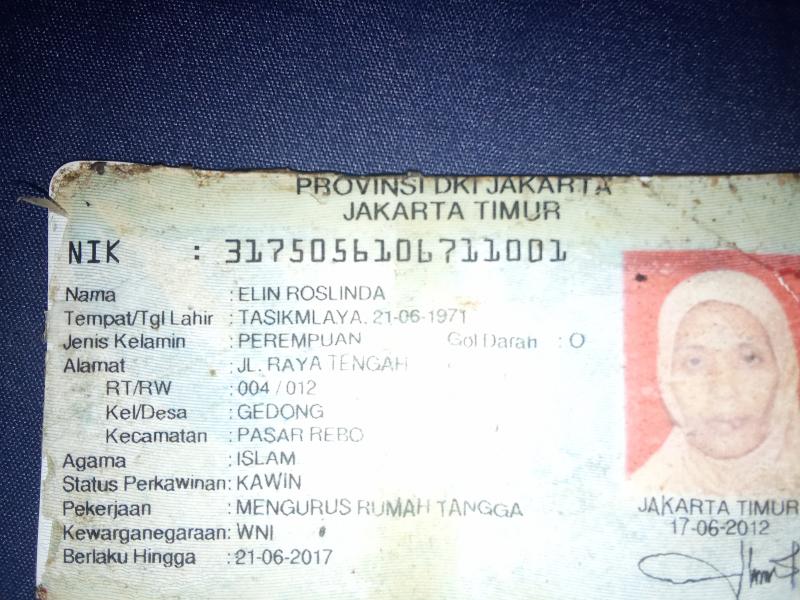 PROVINSI DKI JAKARTA
JAKARTA TIMUR
NIK : 3175056106711001
Nama : ELIN ROSLINDA
Tempat/Tgl Lahir : TASIKMLAYA, 21-06-1971
Jenis Kelamin : PEREMPUAN Gol Darah : O
Alamat : JL. RAYA TENGAH
RT/RW : 004 / 012
Kel/Desa : GEDONG
Kecamatan : PASAR REBO
Agama : ISLAM
Status Perkawinan: KAWIN
Pekerjaan : MENGURUS RUMAH TANGGA
Kewarganegaraan: WNI
Berlaku Hingga : 21-06-2017
JAKARTA TIMUR
17-06-2012